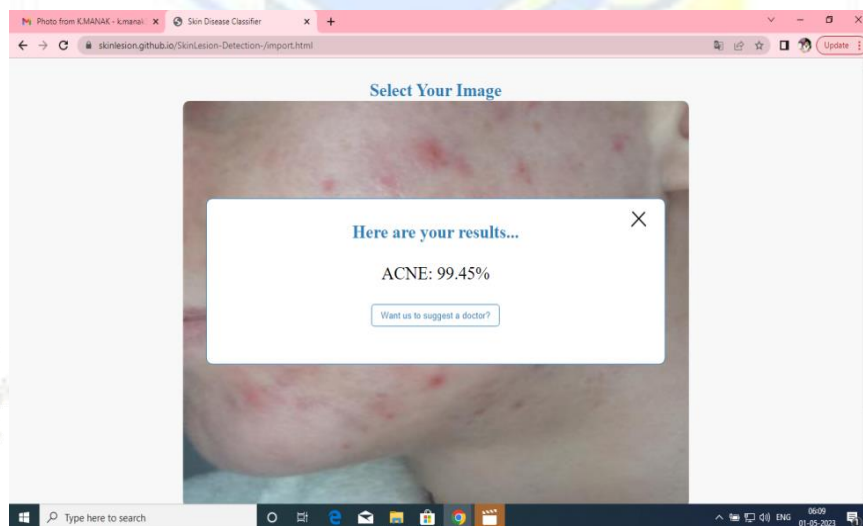 Photo from K.MANAK - k.manak
Skin Disease Classifier
skinlesion.github.io/SkinLesion-Detection-/import.html
Update
Select Your Image
Here are your results...
ACNE: 99.45%
Want us to suggest a doctor?
Type here to search
ENG
06:09
01-05-2023